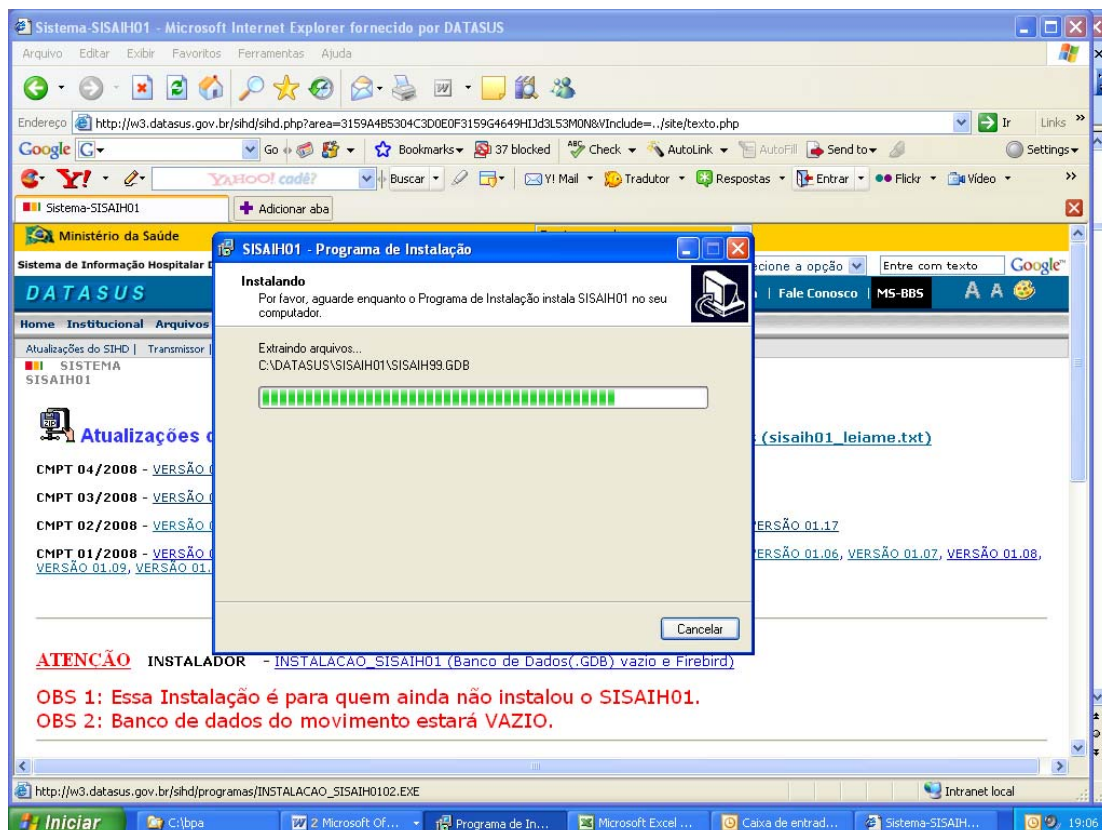 Sistema-SISAIH01 - Microsoft Internet Explorer fornecido por DATASUS
Arquivo Editar Exibir Favoritos Ferramentas Ajuda
Endereço http://w3.datasus.gov.br/sihd/sihd.php?area=3159A4B5304C3D0E0F3159G4649HIJd3L53M0N&VInclude=../site/texto.php Ir Links »
Google G Go Bookmarks 37 blocked ABC Check AutoLink AutoFill Send to Settings
Y! YAHOO! cadê? Buscar Y! Mail Tradutor Respostas Entrar Flickr Vídeo »
Sistema-SISAIH01 Adicionar aba
Ministério da Saúde
SISAIH01 - Programa de Instalação
Sistema de Informação Hospitalar ecione a opção Entre com texto Google
Instalando
Por favor, aguarde enquanto o Programa de Instalação instala SISAIH01 no seu
computador.
DATASUS | Fale Conosco MS-BBS A A
Home Institucional Arquivos
Atualizações do SIHD | Transmissor |
Extraindo arquivos...
C:\DATASUS\SISAIH01\SISAIH99.GDB
SISTEMA
SISAIH01
ZIP
Atualizações (sisaih01_leiame.txt)
CMPT 04/2008 - VERSÃO
CMPT 03/2008 - VERSÃO
CMPT 02/2008 - VERSÃO VERSÃO 01.17
CMPT 01/2008 - VERSÃO VERSÃO 01.06, VERSÃO 01.07, VERSÃO 01.08,
VERSÃO 01.09, VERSÃO 01.
Cancelar
ATENCÃO INSTALADOR - INSTALACAO_SISAIH01 (Banco de Dados(.GDB) vazio e Firebird)
OBS 1: Essa Instalação é para quem ainda não instalou o SISAIH01.
OBS 2: Banco de dados do movimento estará VAZIO.
http://w3.datasus.gov.br/sihd/programas/INSTALACAO_SISAIH0102.EXE Intranet local
Iniciar C:\bpa 2 Microsoft Of... Programa de In... Microsoft Excel ... Caixa de entrad... Sistema-SISAIH... 19:06